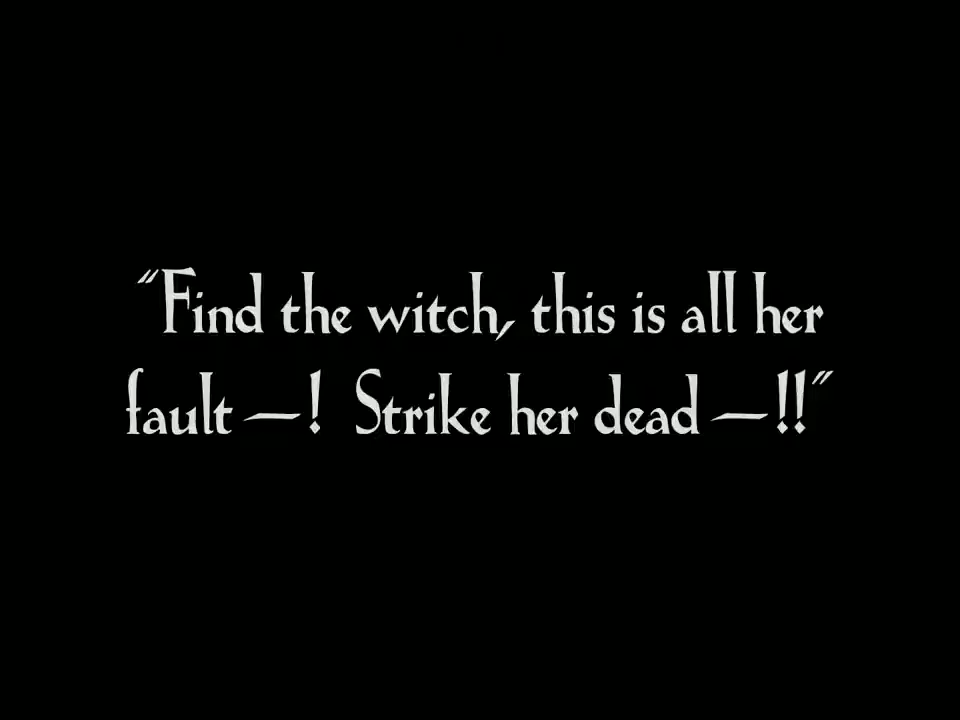 “Find the witch, this is all her
fault—! Strike her dead—!!”